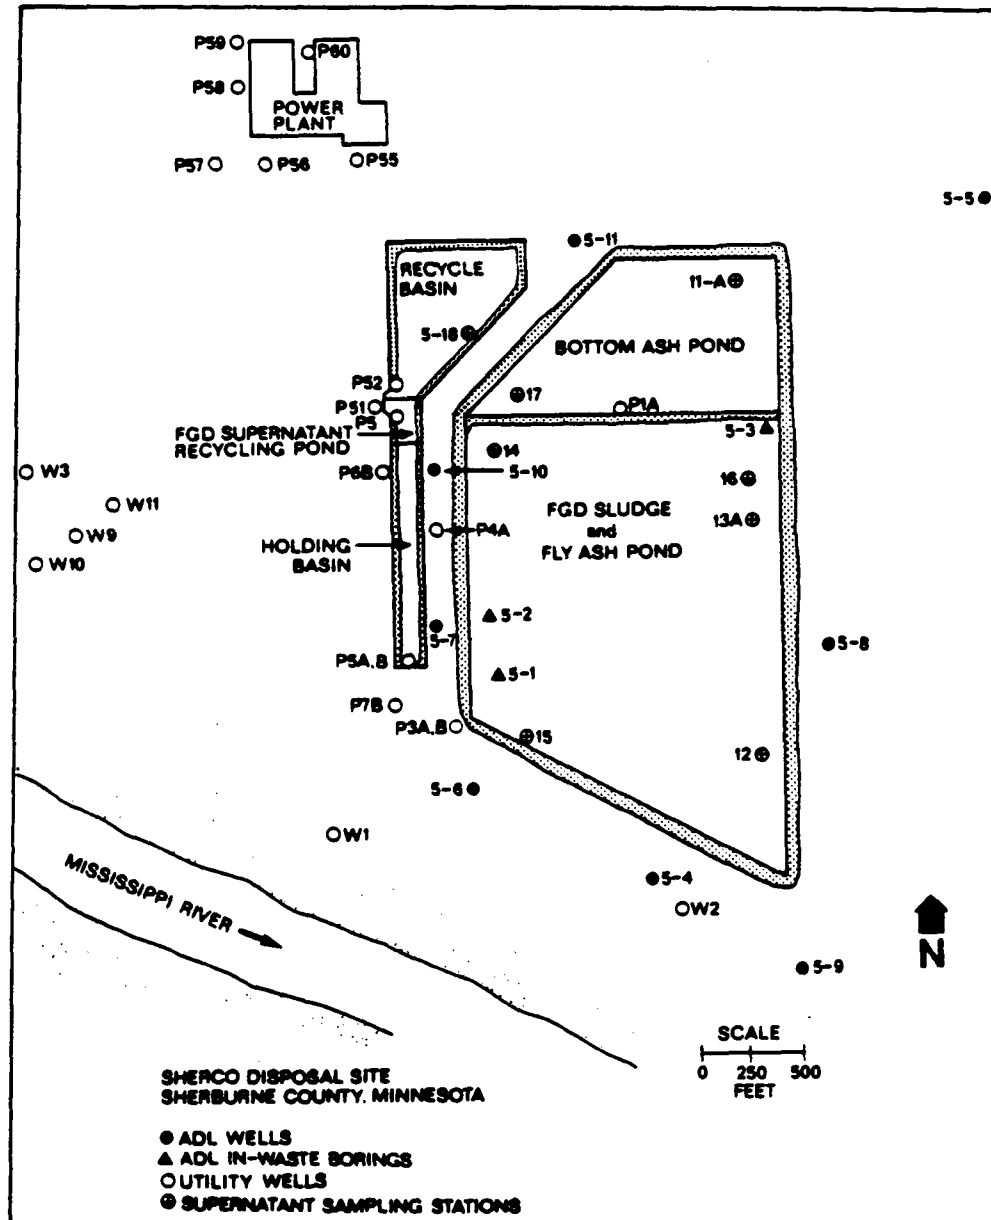 P59
P60
P58
POWER
PLANT
P57
P56
P55
5-5
5-11
RECYCLE
BASIN
11-A
5-18
BOTTOM ASH POND
P52
17
P1A
P51
P5
5-3
FGD SUPERNATANT
RECYCLING POND
14
W3
P6B
5-10
16
W11
FGD SLUDGE
and
FLY ASH POND
13A
W9
P4A
HOLDING
BASIN
W10
5-2
5-7
5-8
P5A,B
5-1
P7B
P3A,B
15
12
5-6
W1
MISSISSIPPI RIVER
5-4
W2
N
5-9
SCALE
0 250 500
FEET
SHERCO DISPOSAL SITE
SHERBURNE COUNTY, MINNESOTA
ADL WELLS
ADL IN-WASTE BORINGS
UTILITY WELLS
SUPERNATANT SAMPLING STATIONS